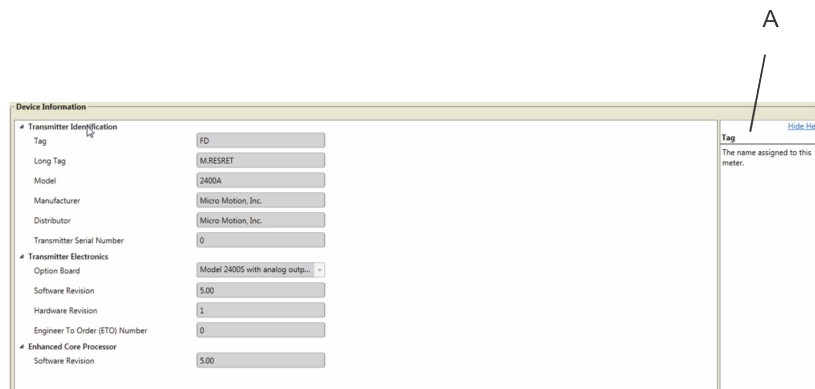 A
Device Information
Transmitter Identification
Tag FD
Long Tag M.RESRET
Model 2400A
Manufacturer Micro Motion, Inc.
Distributor Micro Motion, Inc.
Transmitter Serial Number 0
Transmitter Electronics
Option Board Model 2400S with analog outp...
Software Revision 5.00
Hardware Revision 1
Engineer To Order (ETO) Number 0
Enhanced Core Processor
Software Revision 5.00
Hide He
Tag
The name assigned to this
meter.